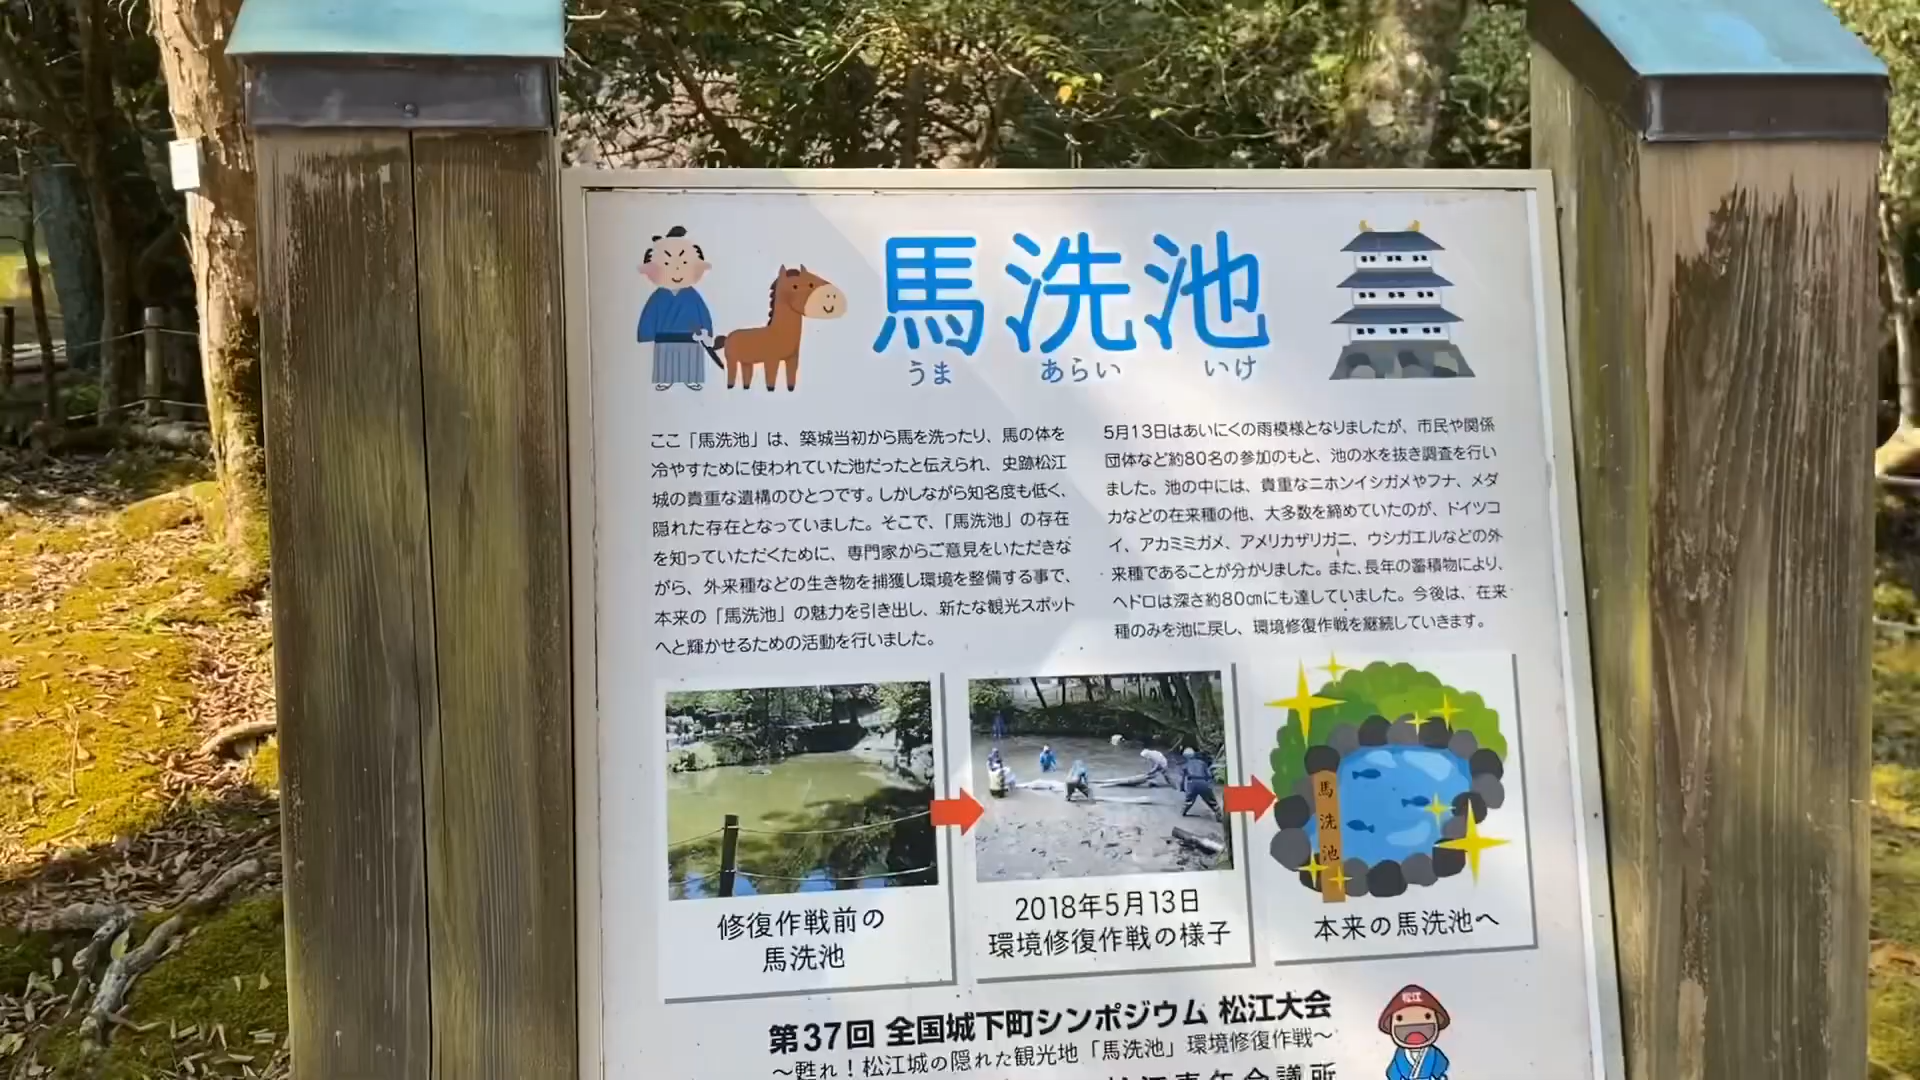 馬洗池
うま あらい いけ
ここ「馬洗池」は、築城当初から馬を洗ったり、馬の体を
冷やすために使われていた池だったと伝えられ、史跡松江
城の貴重な遺構のひとつです。しかしながら知名度も低く、
隠れた存在となっていました。そこで、「馬洗池」の存在
を知っていただくために、専門家からご意見をいただきな
がら、外来種などの生き物を捕獲し環境を整備する事で、
本来の「馬洗池」の魅力を引き出し、新たな観光スポット
へと輝かせるための活動を行いました。
5月13日はあいにくの雨模様となりましたが、市民や関係
団体など約80名の参加のもと、池の水を抜き調査を行い
ました。池の中には、貴重なニホンイシガメやフナ、メダ
カなどの在来種の他、大多数を締めていたのが、ドイツコ
イ、アカミミガメ、アメリカザリガニ、ウシガエルなどの外
来種であることが分かりました。また、長年の蓄積物により、
ヘドロは深さ約80㎝にも達していました。今後は、在来
種のみを池に戻し、環境修復作戦を継続していきます。
馬洗池
修復作戦前の
馬洗池
2018年5月13日
環境修復作戦の様子
本来の馬洗池へ
第37回 全国城下町シンポジウム 松江大会
～甦れ！松江城の隠れた観光地「馬洗池」環境修復作戦～
松江
松江青年会議所